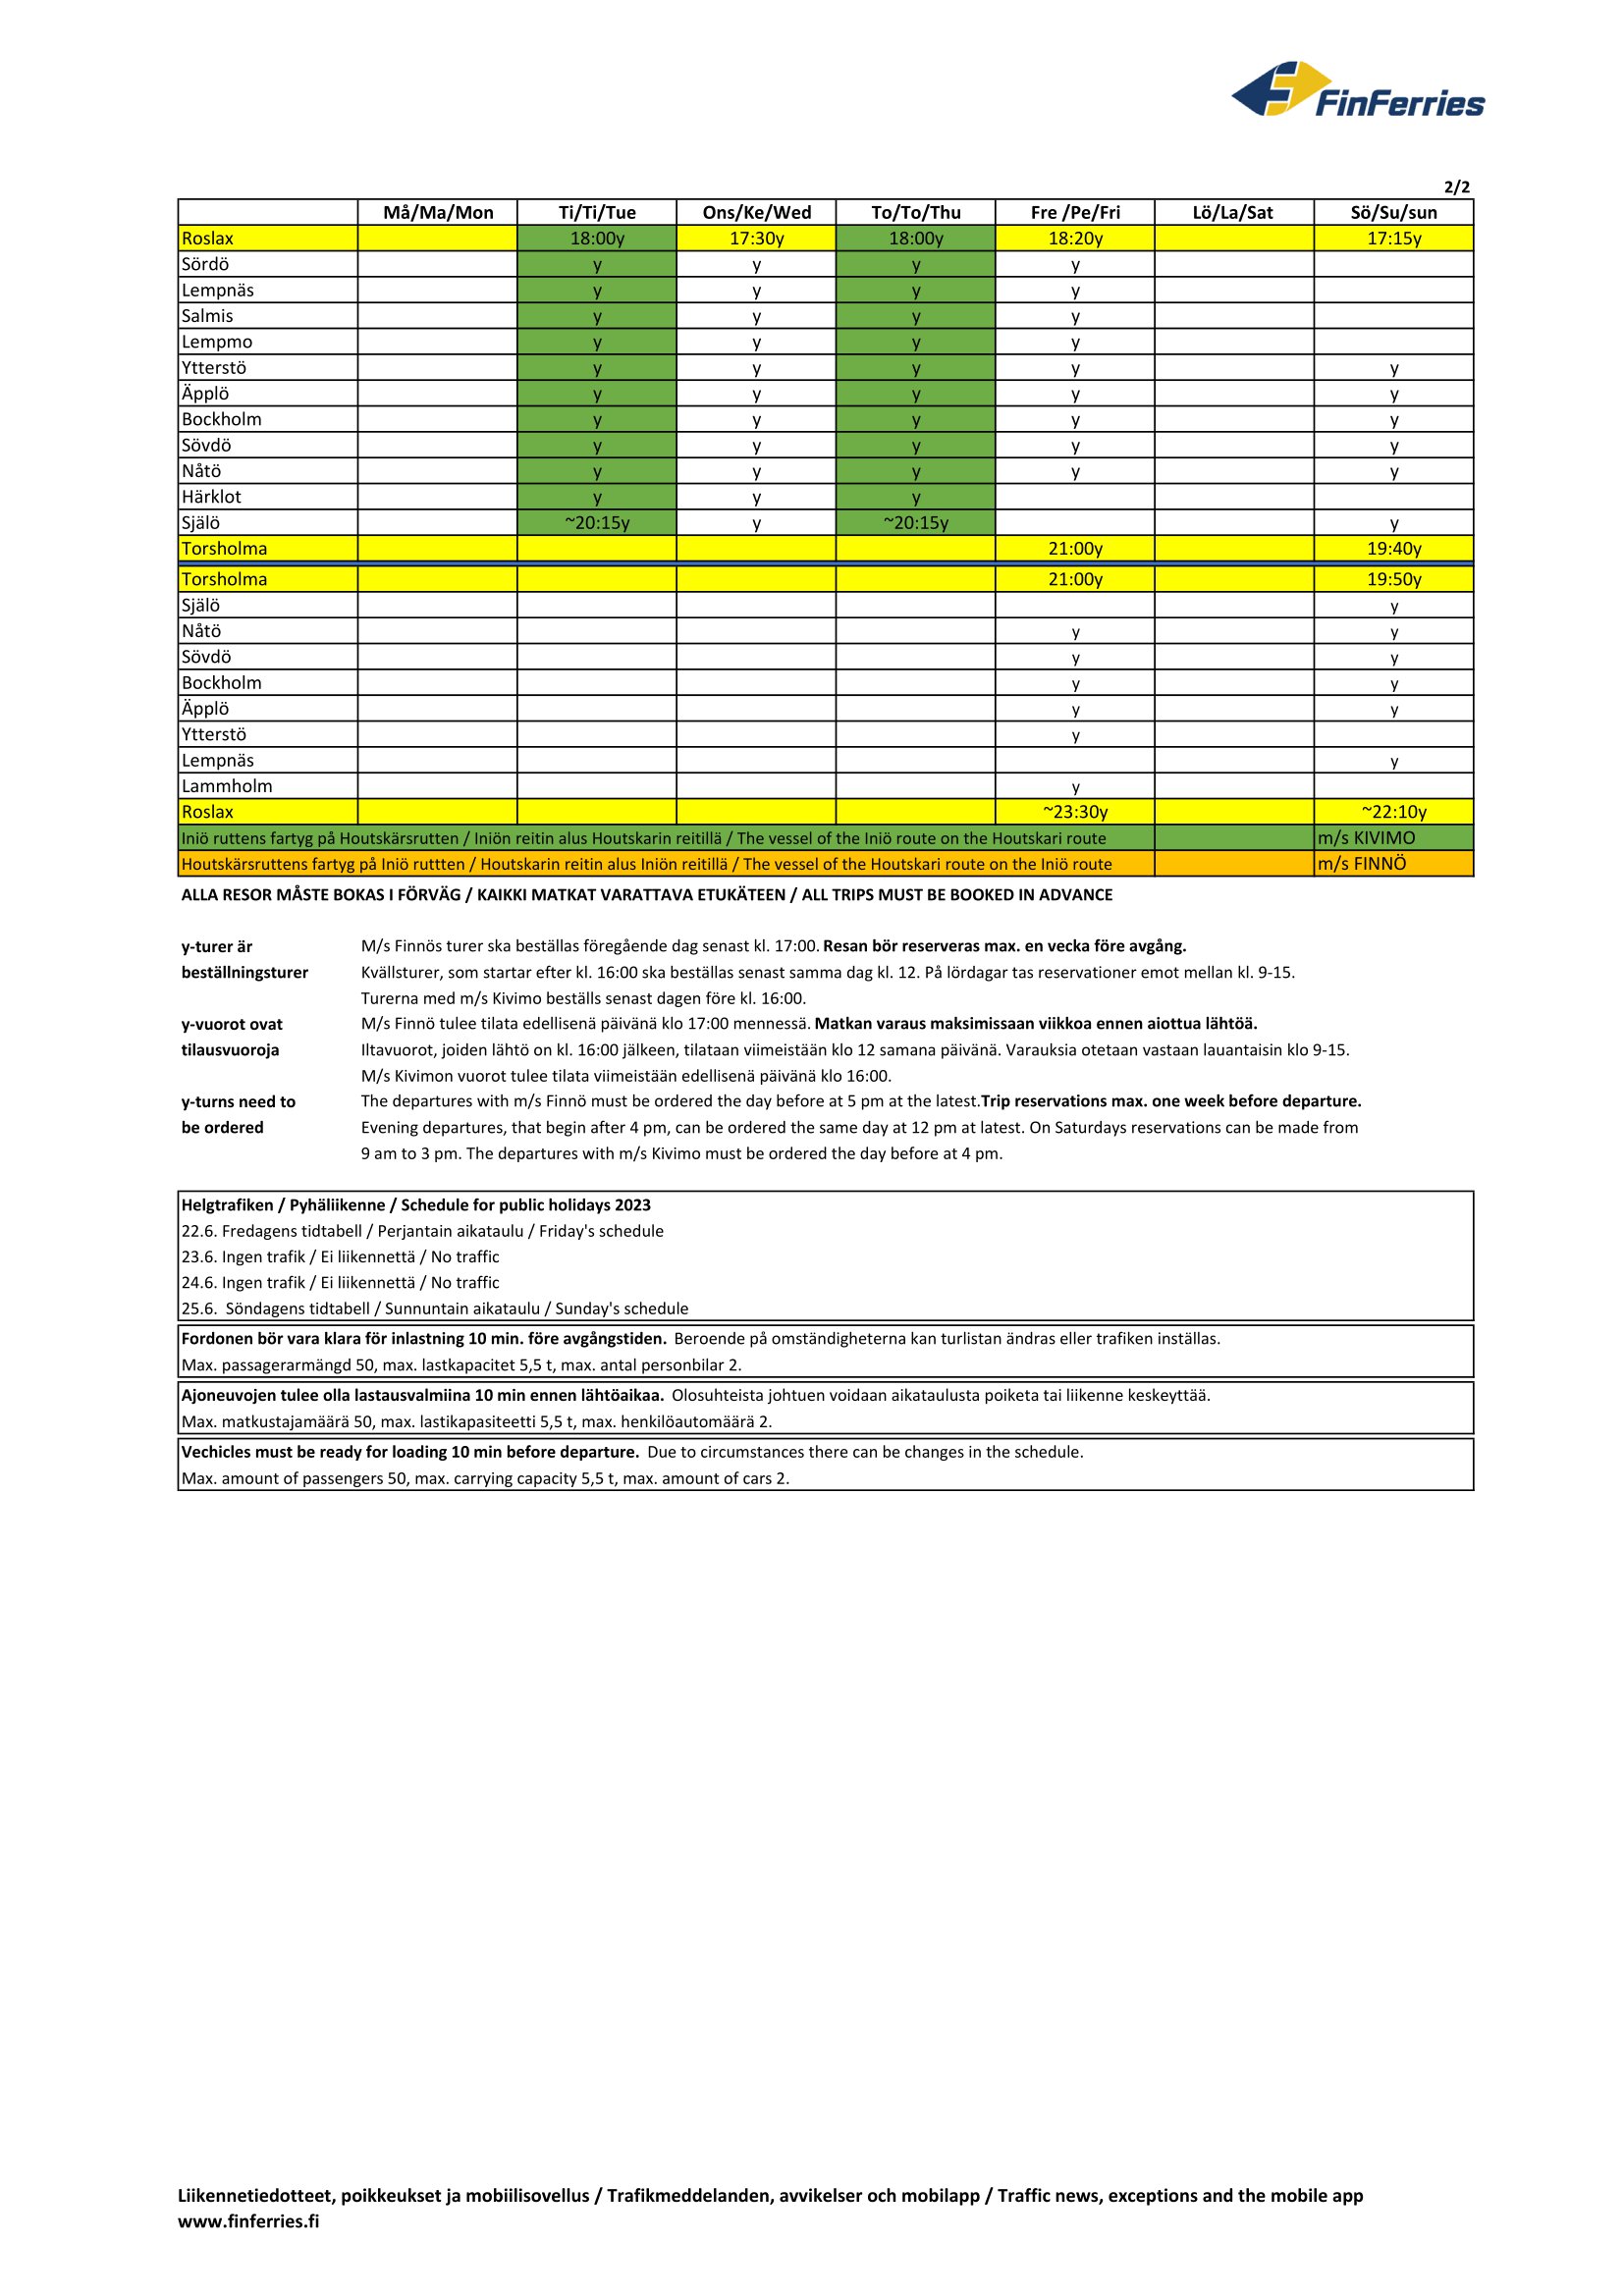 FinFerries
2/2
Må/Ma/Mon Ti/Ti/Tue Ons/Ke/Wed To/To/Thu Fre /Pe/Fri Lö/La/Sat Sö/Su/sun
Roslax 18:00y 17:30y 18:00y 18:20y 17:15y
Sördö y y y y
Lempnäs y y y y
Salmis y y y y
Lempmo y y y y
Ytterstö y y y y y
Äpplö y y y y y
Bockholm y y y y y
Sövdö y y y y y
Nåtö y y y y y
Härklot y y y
Själö ~20:15y y ~20:15y y
Torsholma 21:00y 19:40y
Torsholma 21:00y 19:50y
Själö y
Nåtö y y
Sövdö y y
Bockholm y y
Äpplö y y
Ytterstö y
Lempnäs y
Lammholm y
Roslax ~23:30y ~22:10y
Iniö ruttens fartyg på Houtskärsrutten / Iniön reitin alus Houtskarin reitillä / The vessel of the Iniö route on the Houtskari route m/s KIVIMO
Houtskärsruttens fartyg på Iniö ruttten / Houtskarin reitin alus Iniön reitillä / The vessel of the Houtskari route on the Iniö route m/s FINNÖ
ALLA RESOR MÅSTE BOKAS I FÖRVÄG / KAIKKI MATKAT VARATTAVA ETUKÄTEEN / ALL TRIPS MUST BE BOOKED IN ADVANCE
y-turer är M/s Finnös turer ska beställas föregående dag senast kl. 17:00. Resan bör reserveras max. en vecka före avgång.
beställningsturer Kvällsturer, som startar efter kl. 16:00 ska beställas senast samma dag kl. 12. På lördagar tas reservationer emot mellan kl. 9-15.
Turerna med m/s Kivimo beställs senast dagen före kl. 16:00.
y-vuorot ovat M/s Finnö tulee tilata edellisenä päivänä klo 17:00 mennessä. Matkan varaus maksimissaan viikkoa ennen aiottua lähtöä.
tilausvuoroja Iltavuorot, joiden lähtö on kl. 16:00 jälkeen, tilataan viimeistään klo 12 samana päivänä. Varauksia otetaan vastaan lauantaisin klo 9-15.
M/s Kivimon vuorot tulee tilata viimeistään edellisenä päivänä klo 16:00.
y-turns need to The departures with m/s Finnö must be ordered the day before at 5 pm at the latest.Trip reservations max. one week before departure.
be ordered Evening departures, that begin after 4 pm, can be ordered the same day at 12 pm at latest. On Saturdays reservations can be made from
9 am to 3 pm. The departures with m/s Kivimo must be ordered the day before at 4 pm.
Helgtrafiken / Pyhäliikenne / Schedule for public holidays 2023
22.6. Fredagens tidtabell / Perjantain aikataulu / Friday's schedule
23.6. Ingen trafik / Ei liikennettä / No traffic
24.6. Ingen trafik / Ei liikennettä / No traffic
25.6. Söndagens tidtabell / Sunnuntain aikataulu / Sunday's schedule
Fordonen bör vara klara för inlastning 10 min. före avgångstiden. Beroende på omständigheterna kan turlistan ändras eller trafiken inställas.
Max. passagerarmängd 50, max. lastkapacitet 5,5 t, max. antal personbilar 2.
Ajoneuvojen tulee olla lastausvalmiina 10 min ennen lähtöaikaa. Olosuhteista johtuen voidaan aikataulusta poiketa tai liikenne keskeyttää.
Max. matkustajamäärä 50, max. lastikapasiteetti 5,5 t, max. henkilöautomäärä 2.
Vechicles must be ready for loading 10 min before departure. Due to circumstances there can be changes in the schedule.
Max. amount of passengers 50, max. carrying capacity 5,5 t, max. amount of cars 2.
Liikennetiedotteet, poikkeukset ja mobiilisovellus / Trafikmeddelanden, avvikelser och mobilapp / Traffic news, exceptions and the mobile app
www.finferries.fi